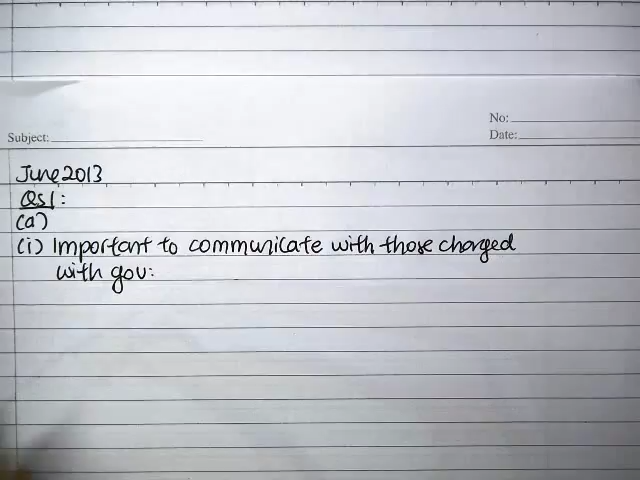 No:
Subject:
Date:
June 2013
Qs1:
(a)
(i) Important to communicate with those charged
with gov: